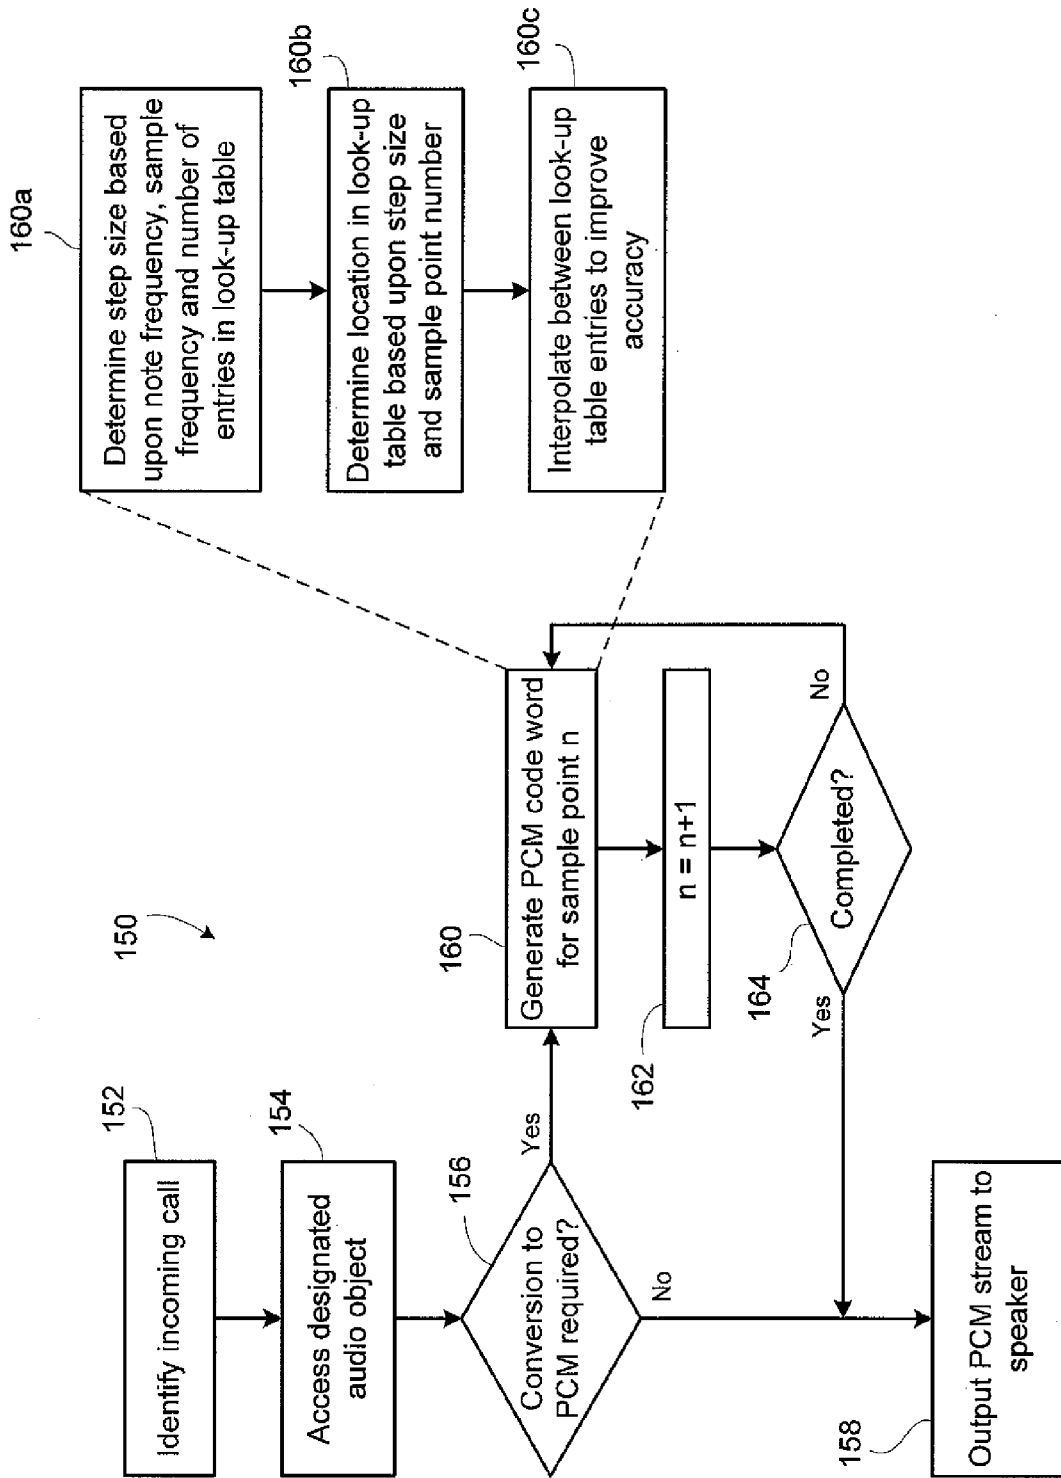 150
152
Identify incoming call
154
Access designated
audio object
156
Conversion to
PCM required?
Yes
No
158
Output PCM stream to
speaker
160
Generate PCM code word
for sample point n
162
n = n+1
164
Completed?
Yes
No
160a
Determine step size based
upon note frequency, sample
frequency and number of
entries in look-up table
160b
Determine location in look-up
table based upon step size
and sample point number
160c
Interpolate between look-up
table entries to improve
accuracy